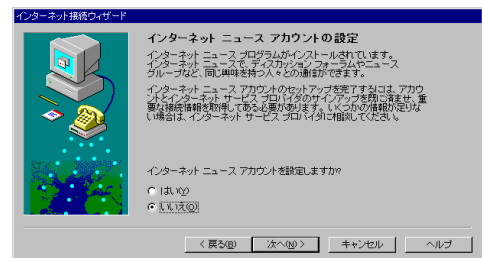 インターネット接続ウィザード
インターネット ニュース アカウントの設定
インターネット ニュース プログラムがインストールされています。
インターネット ニュースで、ディスカッション フォーラムやニュース
グループなど、同じ興味を持つ人々との通信ができます。
インターネット ニュース アカウントのセットアップを完了するには、アカウ
ントとインターネット サービス プロバイダのサインアップを既に済ませ、重
要な接続情報を取得してある必要があります。いくつかの情報が足りな
い場合は、インターネット サービス プロバイダに相談してください。
インターネット ニュース アカウントを設定しますか?
はい(Y)
いいえ(O)
< 戻る(B)
次へ(N) >
キャンセル
ヘルプ